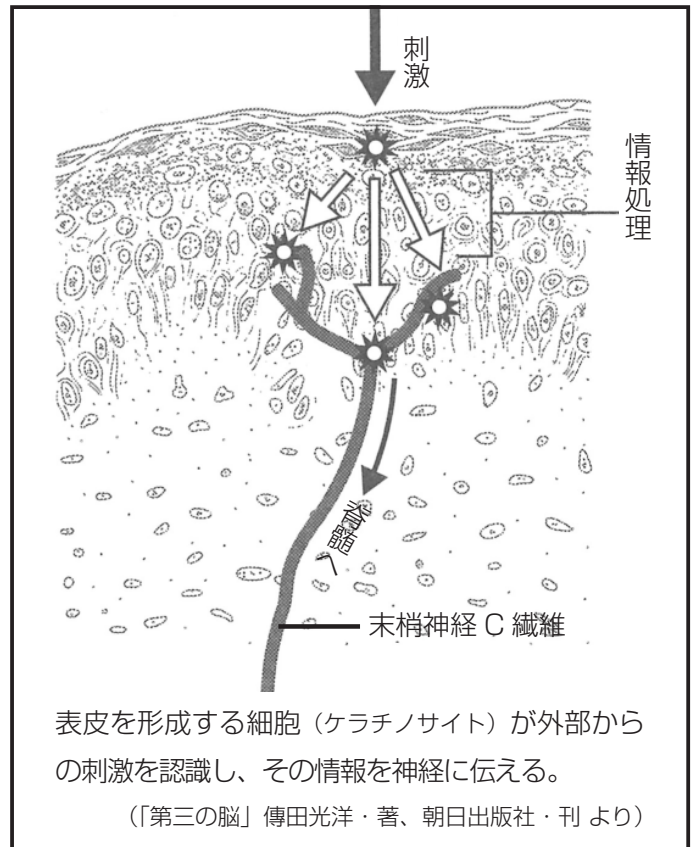 刺激
情報処理
脊髄へ
末梢神経 C 繊維
表皮を形成する細胞（ケラチノサイト）が外部から
の刺激を認識し、その情報を神経に伝える。
（「第三の脳」傳田光洋・著、朝日出版社・刊 より）